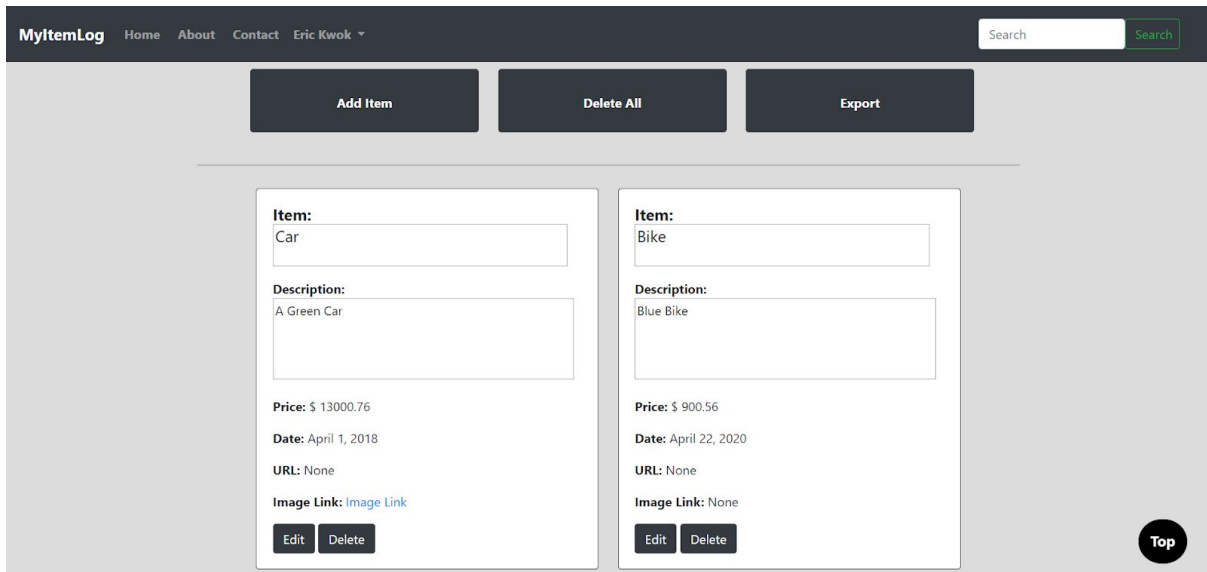 MyItemLog Home About Contact Eric Kwok Search Search
Add Item Delete All Export
Item:
Car
Description:
A Green Car
Price: $ 13000.76
Date: April 1, 2018
URL: None
Image Link: Image Link
Edit Delete
Item:
Bike
Description:
Blue Bike
Price: $ 900.56
Date: April 22, 2020
URL: None
Image Link: None
Edit Delete
Top